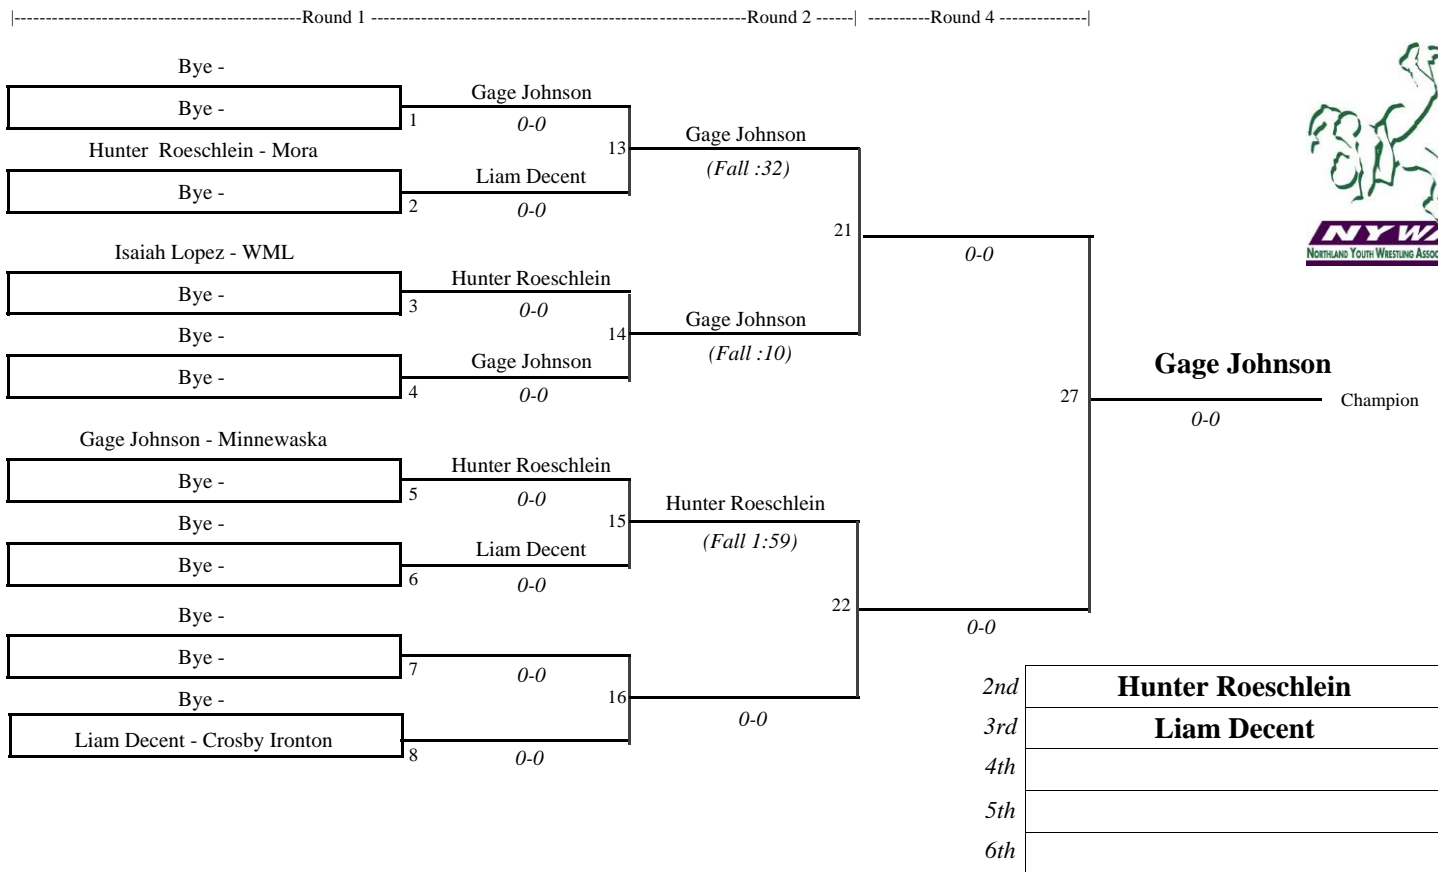 |------------------------------------------Round 1 ------------------------------------------------------Round 2 ------| ----------Round 4 --------------|
Bye -
Bye -
1
Gage Johnson
0-0
Hunter  Roeschlein - Mora
Bye -
2
Liam Decent
0-0
13
Gage Johnson
(Fall :32)
Isaiah Lopez - WML
Bye -
3
Hunter Roeschlein
0-0
Bye -
Bye -
4
Gage Johnson
0-0
14
Gage Johnson
(Fall :10)
21
0-0
Gage Johnson - Minnewaska
Bye -
5
Hunter Roeschlein
0-0
Bye -
Bye -
6
Liam Decent
0-0
15
Hunter Roeschlein
(Fall 1:59)
Bye -
Bye -
7
0-0
Bye -
Liam Decent - Crosby Ironton
8
0-0
16
0-0
22
0-0
27
Gage Johnson
Champion
0-0
NYWA
NORTHLAND YOUTH WRESTLING ASSOC
2nd Hunter Roeschlein
3rd Liam Decent
4th
5th
6th